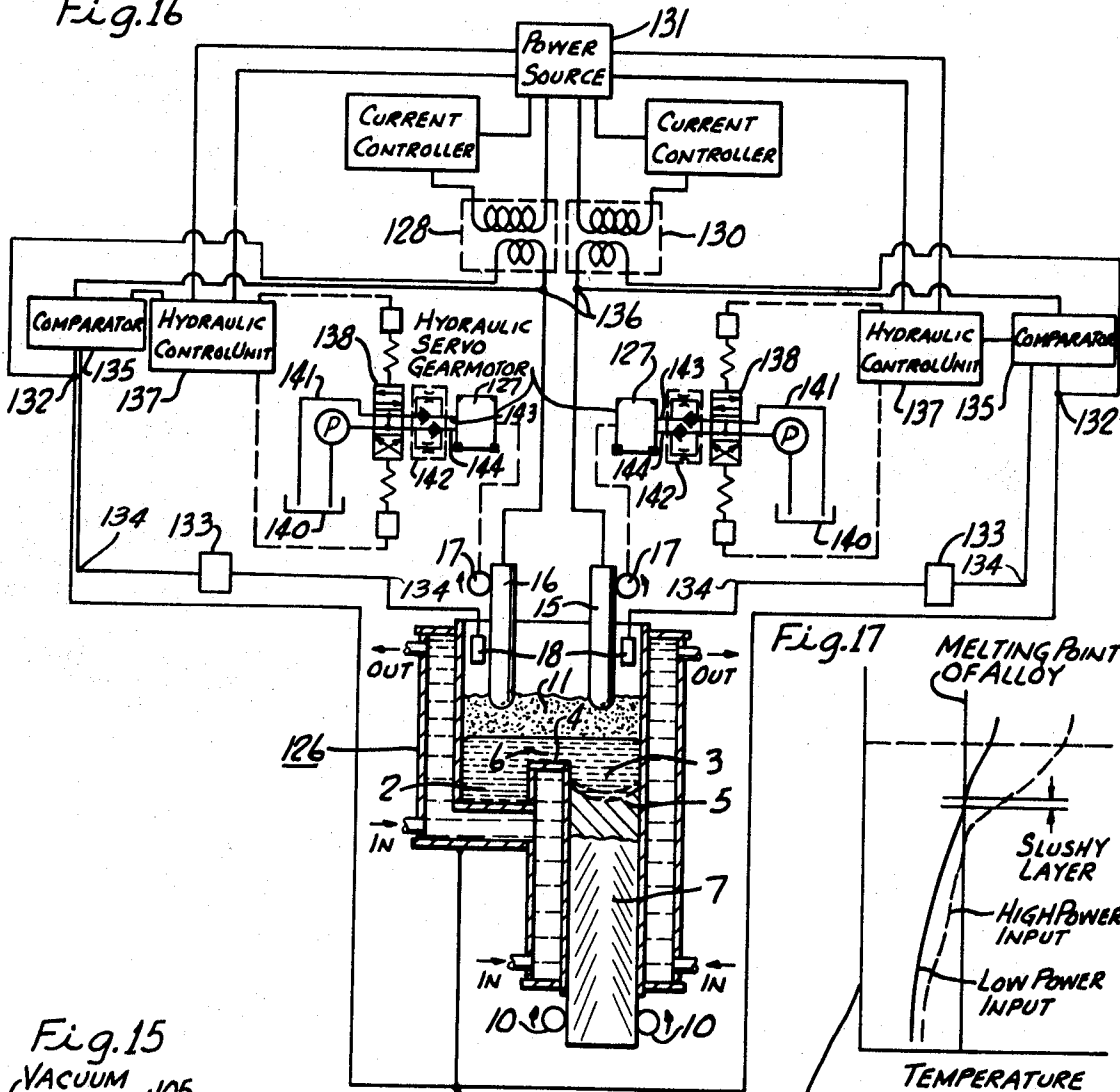 Fig.16
131
POWER
SOURCE
CURRENT
CONTROLLER
CURRENT
CONTROLLER
128
130
136
COMPARATOR
HYDRAULIC
CONTROL UNIT
138
HYDRAULIC
SERVO
GEARMOTOR
127
127
143
138
HYDRAULIC
CONTROL UNIT
COMPARATOR
132
135
137
141
143
141
137
135
132
P
P
142
144
144
142
140
140
134
133
17
16
134
15
17
134
133
134
18
OUT
OUT
11
4
126
6
3
2
5
IN
7
IN
IN
10
10
Fig.17
MELTING POINT
OF ALLOY
SLUSHY
LAYER
HIGH POWER
INPUT
LOW POWER
INPUT
TEMPERATURE
Fig.15
VACUUM
105